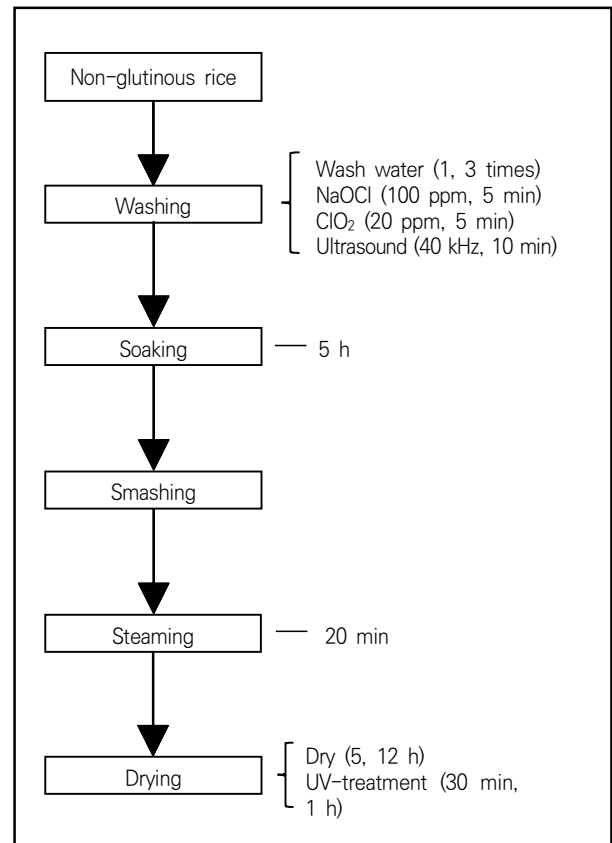 Non-glutinous rice
Washing
Wash water (1, 3 times)
NaOCl (100 ppm, 5 min)
ClO₂ (20 ppm, 5 min)
Ultrasound (40 kHz, 10 min)
Soaking
5 h
Smashing
Steaming
20 min
Drying
Dry (5, 12 h)
UV-treatment (30 min,
1 h)